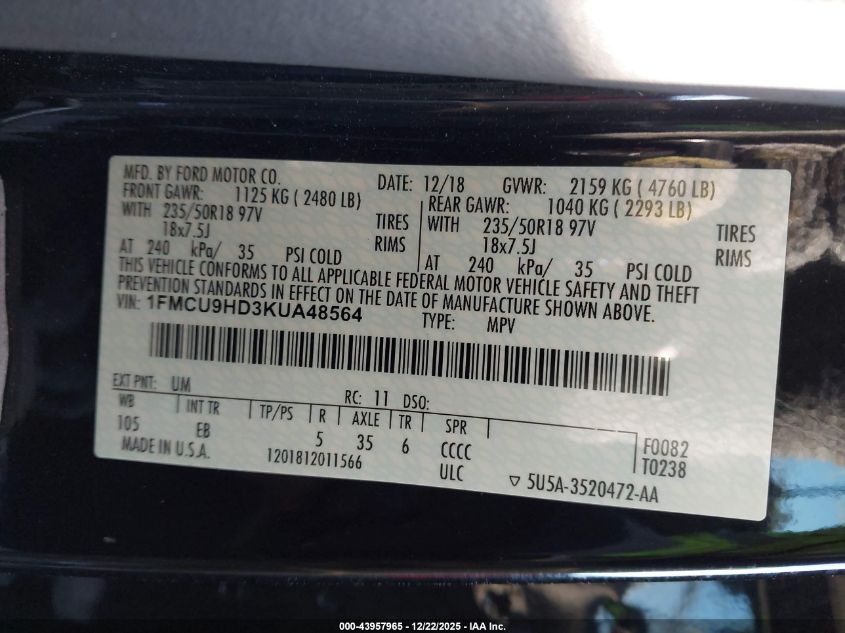 MFD. BY FORD MOTOR CO. DATE: 12/18 GVWR: 2159 KG ( 4760 LB)
FRONT GAWR: 1125 KG ( 2480 LB) REAR GAWR: 1040 KG ( 2293 LB)
WITH 235/50R18 97V TIRES WITH 235/50R18 97V TIRES
18x7.5J RIMS 18x7.5J RIMS
AT 240 kPa/ 35 PSI COLD AT 240 kPa/ 35 PSI COLD
THIS VEHICLE CONFORMS TO ALL APPLICABLE FEDERAL MOTOR VEHICLE SAFETY AND THEFT
PREVENTION STANDARDS IN EFFECT ON THE DATE OF MANUFACTURE SHOWN ABOVE.
VIN: 1FMCU9HD3KUA48564 TYPE: MPV
EXT PNT: UM RC: 11 DSO:
WB INT TR TP/PS R AXLE TR SPR
105 EB 5 35 6 CCCC F0082
MADE IN U.S.A. 1201812011566 ULC T0238
5U5A-3520472-AA
000-43957965 - 12/22/2025 - IAA Inc.